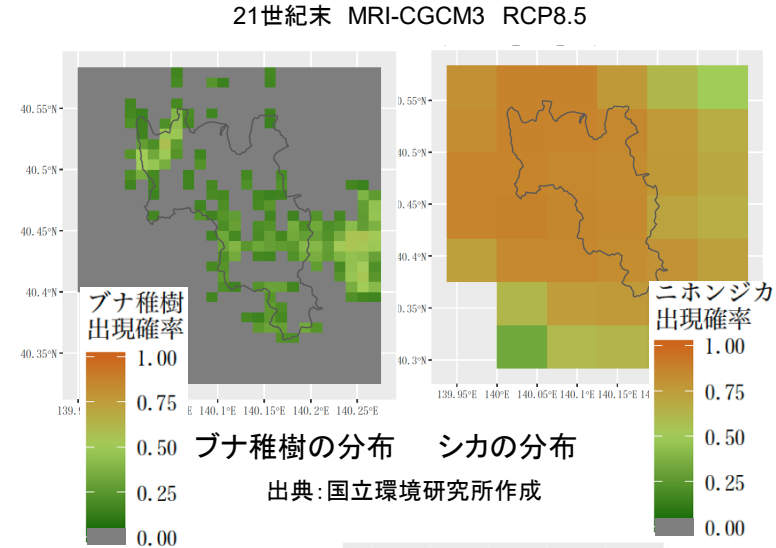 21世紀末 MRI-CGCM3 RCP8.5
40.55°N
40.5°N
40.45°N
40.4°N
40.35°N
ブナ稚樹
出現確率
1.00
0.75
0.50
0.25
0.00
140.1°E 140.15°E 140.2°E 140.25°E
0.55°N
40.5°N
0.45°N
40.4°N
0.35°N
40.3°N
139.95°E 140°E 140.05°E 140.1°E 140.15°E
ニホンジカ
出現確率
1.00
0.75
0.50
0.25
0.00
ブナ稚樹の分布 シカの分布
出典：国立環境研究所作成